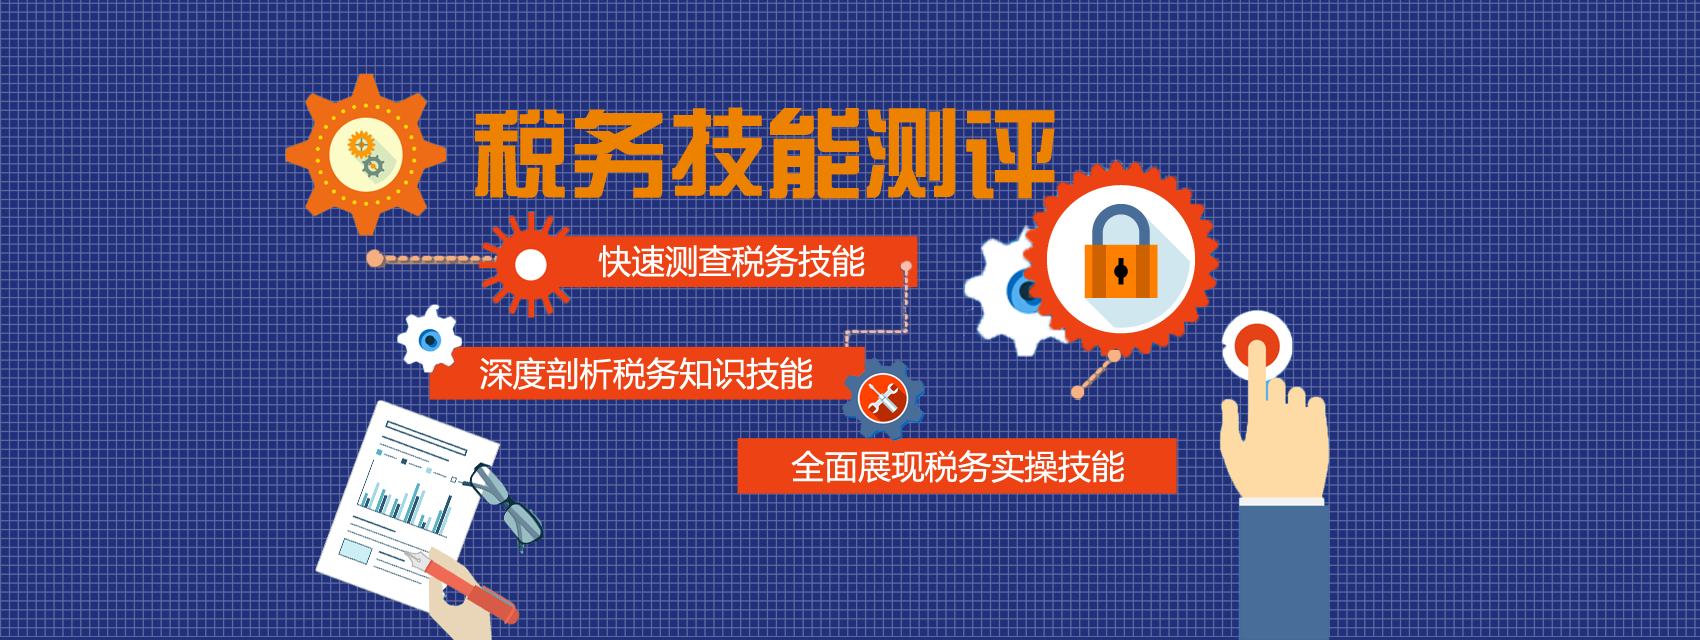 税务技能测评
快速测查税务技能
深度剖析税务知识技能
全面展现税务实操技能